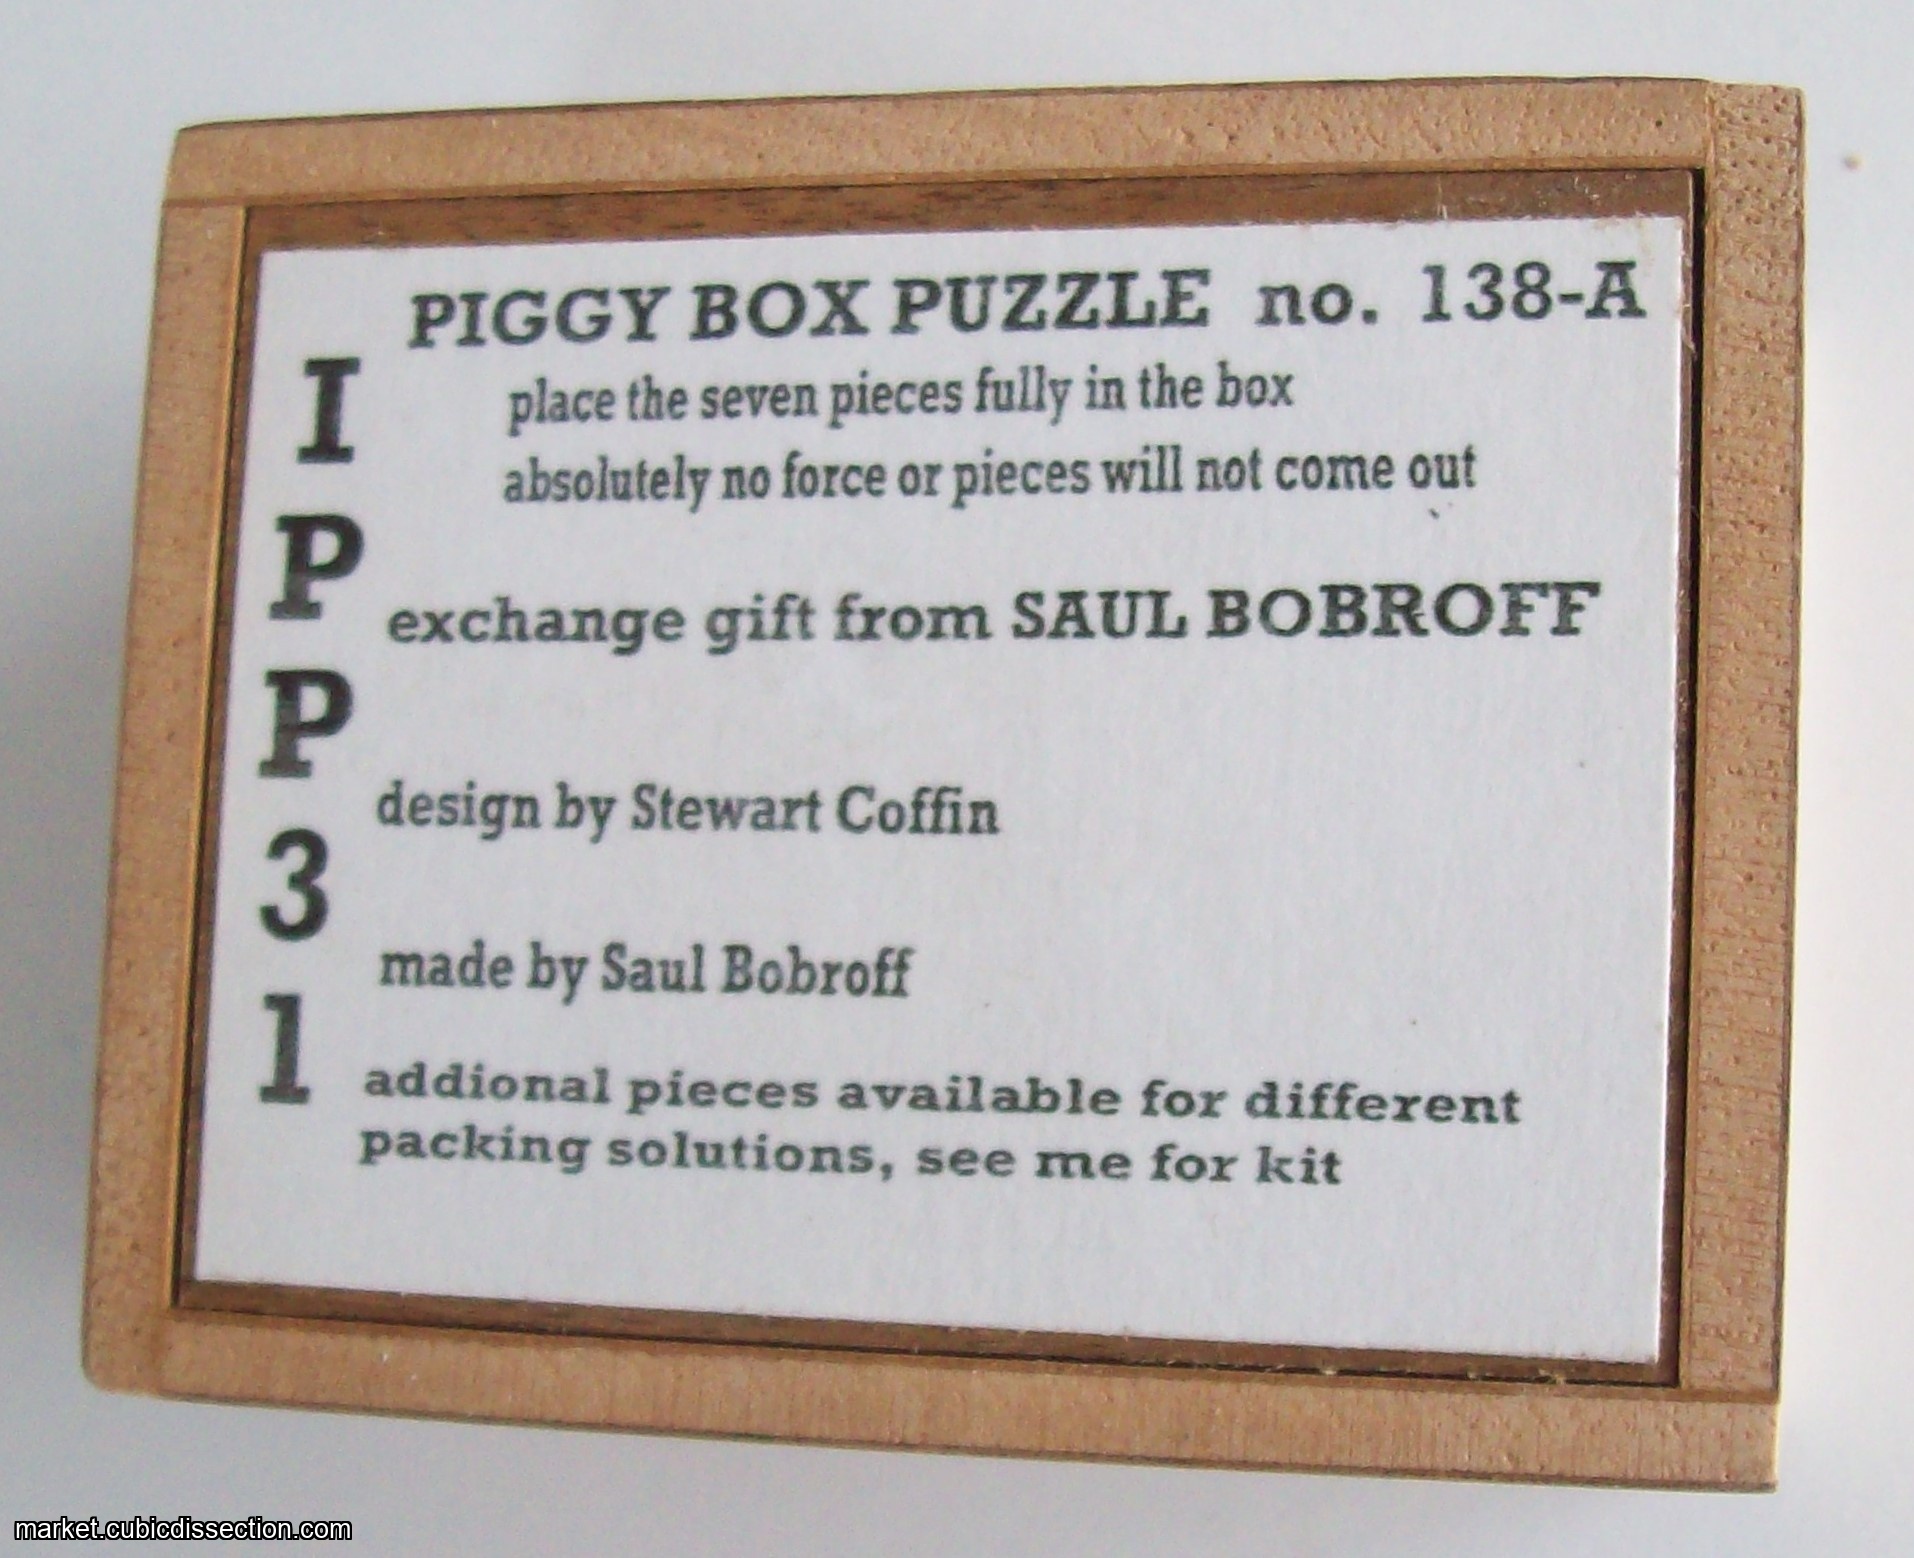 PIGGY BOX PUZZLE no. 138-A
place the seven pieces fully in the box
absolutely no force or pieces will not come out
IPP31
exchange gift from SAUL BOBROFF
design by Stewart Coffin
made by Saul Bobroff
addional pieces available for different
packing solutions, see me for kit
market.cubicdissection.com